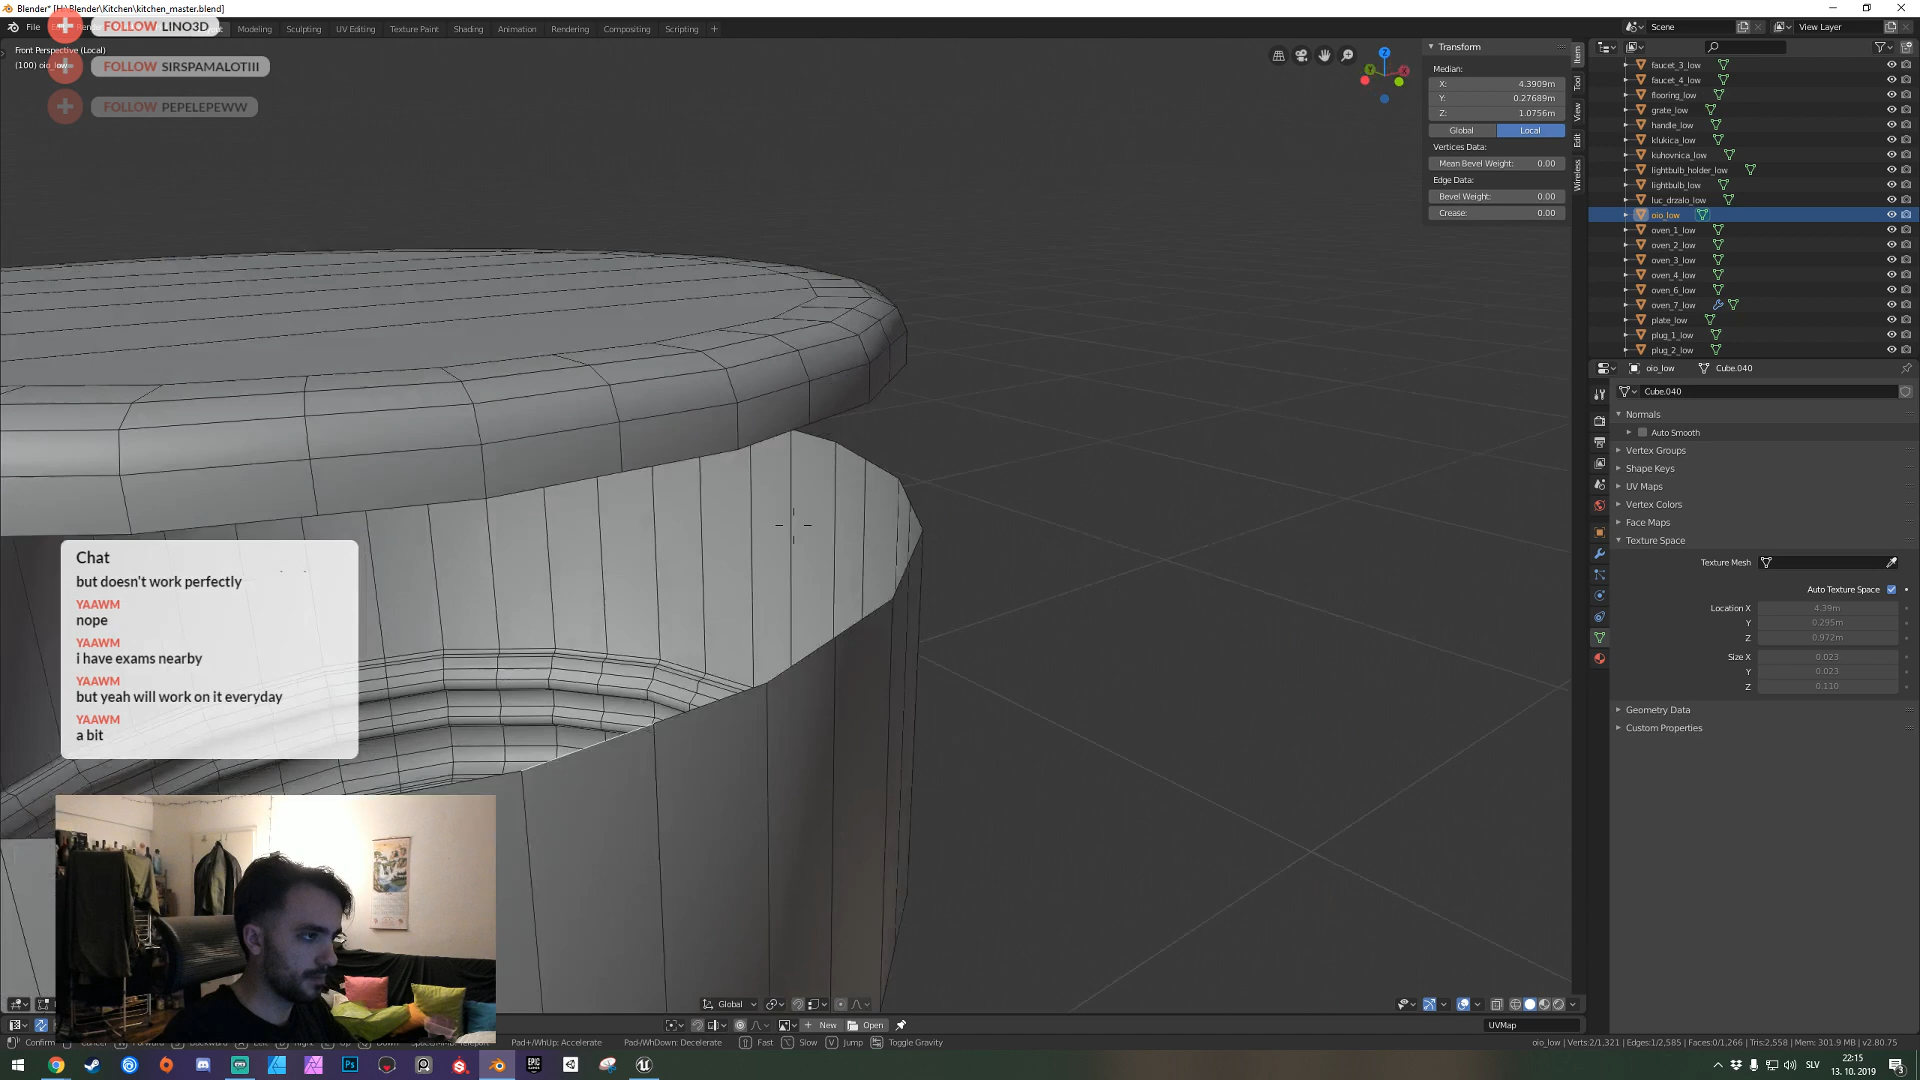 Blender* [H:\Blender\Kitchen\kitchen_master.blend]
File
Modeling Sculpting UV Editing Texture Paint Shading Animation Rendering Compositing Scripting +
Scene
View Layer
FOLLOW LINO3D
FOLLOW SIRSPAMALOTIII
FOLLOW PEPELEPEWW
Front Perspective (Local)
(100) oio_low
Transform
Median:
X: 4.3909m
Y: 0.27689m
Z: 1.0756m
Global Local
Vertices Data:
Mean Bevel Weight: 0.00
Edge Data:
Bevel Weight: 0.00
Crease: 0.00
Item
Tool
View
Edit
Wireless
faucet_3_low
faucet_4_low
flooring_low
grate_low
handle_low
klukica_low
kuhovnica_low
lightbulb_holder_low
lightbulb_low
luc_drzalo_low
oio_low
oven_1_low
oven_2_low
oven_3_low
oven_4_low
oven_6_low
oven_7_low
plate_low
plug_1_low
plug_2_low
oio_low Cube.040
Cube.040
Normals
Auto Smooth
Vertex Groups
Shape Keys
UV Maps
Vertex Colors
Face Maps
Texture Space
Texture Mesh
Auto Texture Space
Location X 4.39m
Y 0.295m
Z 0.972m
Size X 0.023
Y 0.023
Z 0.110
Geometry Data
Custom Properties
Chat
but doesn't work perfectly
YAAWM
nope
YAAWM
i have exams nearby
YAAWM
but yeah will work on it everyday
YAAWM
a bit
Global
New Open
UVMap
Confirm
Pad+/WhUp: Accelerate Pad-/WhDown: Decelerate Fast Slow Jump Toggle Gravity
oio_low | Verts:2/1,321 | Edges:1/2,585 | Faces:0/1,266 | Tris:2,558 | Mem: 301.9 MB | v2.80.75
SLV
22:15
13. 10. 2019